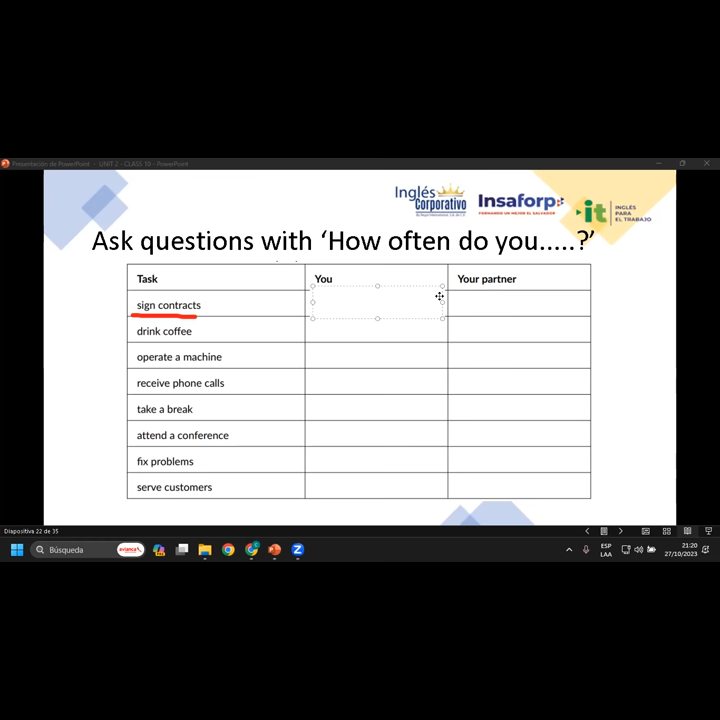 Presentación de PowerPoint - UNIT 2 - CLASS 10 - PowerPoint
Inglés
Corporativo
Insaforp
FORMANDO UN MEJOR EL SALVADOR
it
INGLÉS
PARA
EL TRABAJO
Ask questions with ‘How often do you.....?’
Task You Your partner
sign contracts
drink coffee
operate a machine
receive phone calls
take a break
attend a conference
fix problems
serve customers
Diapositiva 22 de 35
Búsqueda
avianca
ESP
LAA
21:20
27/10/2023